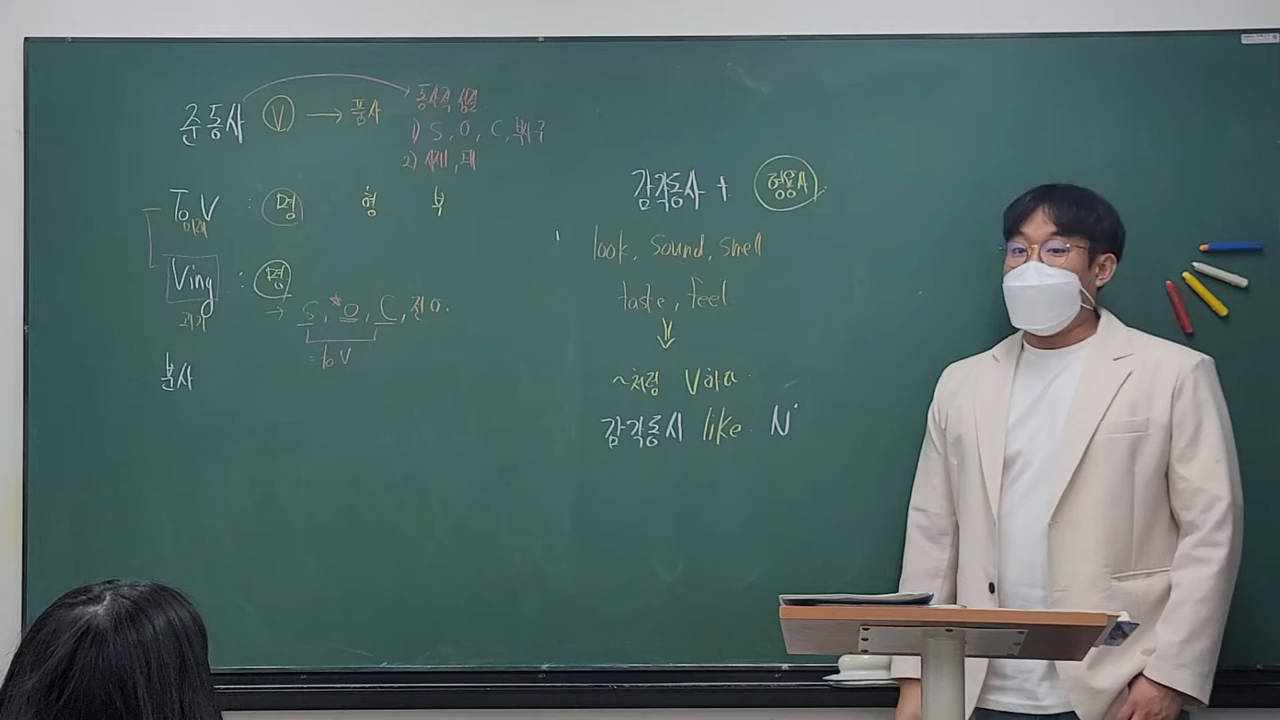 준동사 Ⓥ → 품사
동사적 성질
1) S, O, C, 부사구
2) 시제, 태
To V : 명 형 부
미래
Ving : 명
과거
→ S, *O, C, 전O.
= to V
분사
감각동사 + 형용사
look, sound, smell
taste, feel
~처럼 V하다
감각동사 like N